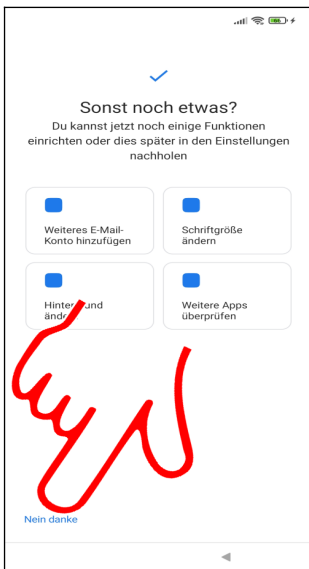 Sonst noch etwas?
Du kannst jetzt noch einige Funktionen
einrichten oder dies später in den Einstellungen
nachholen
Weiteres E-Mail-
Konto hinzufügen
Schriftgröße
ändern
Weitere Apps
überprüfen
Nein danke